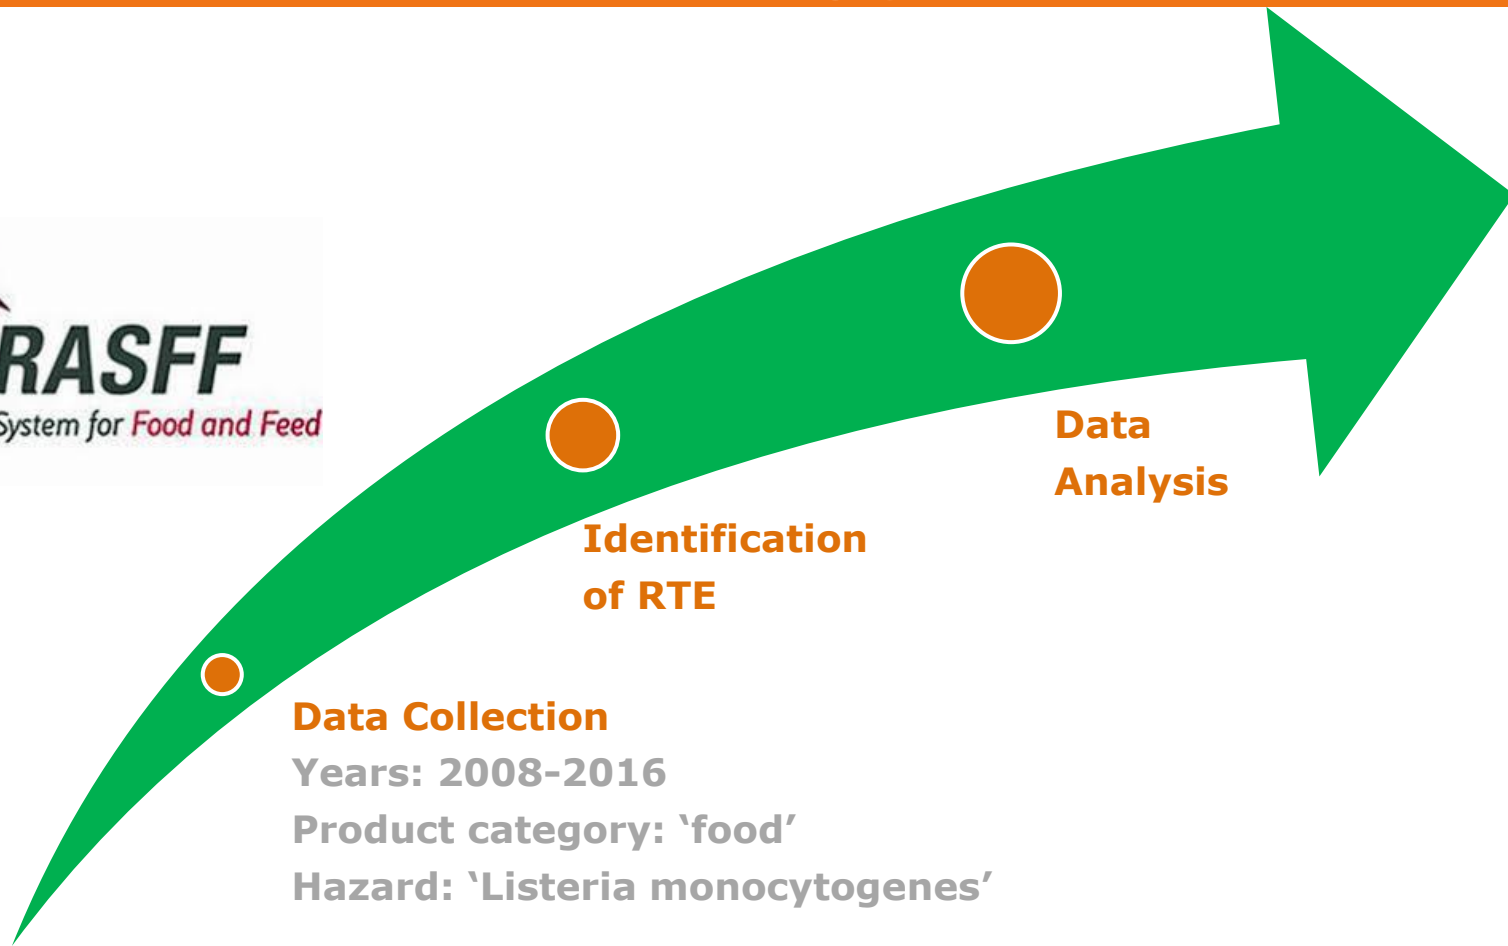 RASFF
System for Food and Feed
Data
Analysis
Identification
of RTE
Data Collection
Years: 2008-2016
Product category: ‘food’
Hazard: ‘Listeria monocytogenes’